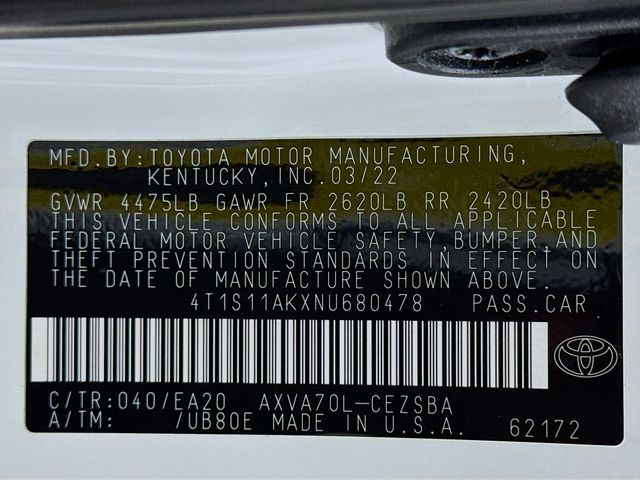 MFD.BY:TOYOTA MOTOR MANUFACTURING,
KENTUCKY,INC.03/22
GVWR 4475LB GAWR FR 2620LB RR 2420LB
THIS VEHICLE CONFORMS TO ALL APPLICABLE
FEDERAL MOTOR VEHICLE SAFETY,BUMPER,AND
THEFT PREVENTION STANDARDS IN EFFECT ON
THE DATE OF MANUFACTURE SHOWN ABOVE.
4T1S11AKXNU680478 PASS.CAR
C/TR:040/EA20 AXVA70L-CEZSBA
A/TM: /UB80E MADE IN U.S.A. 62172